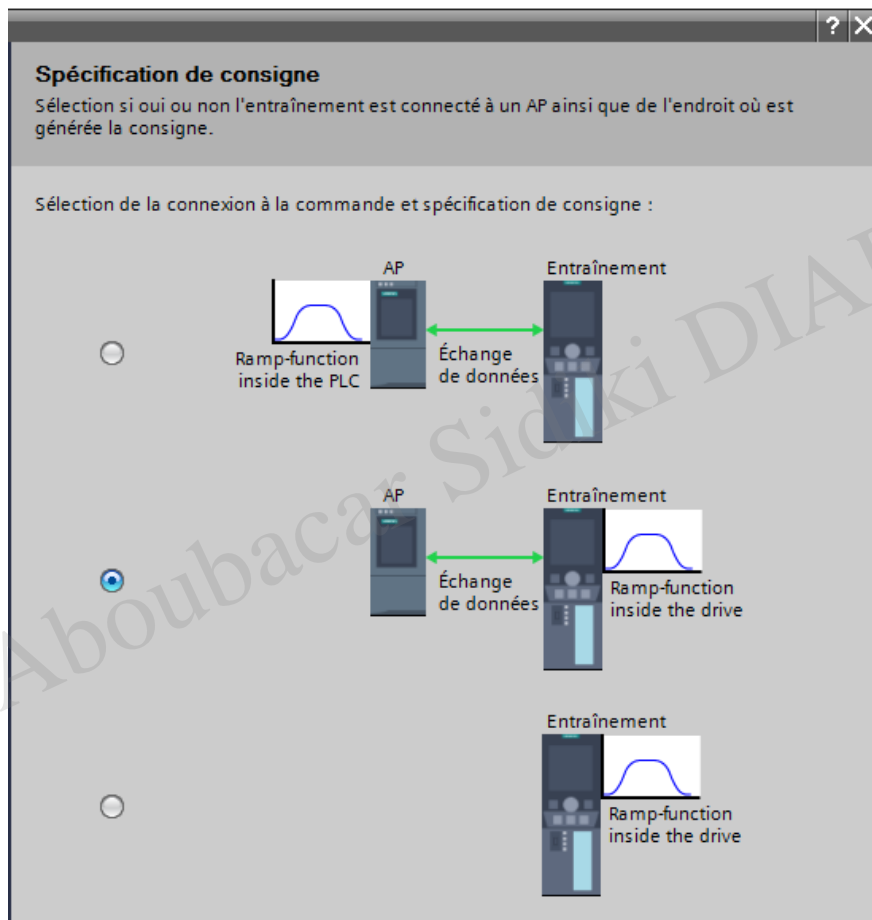 ? X
Spécification de consigne
Sélection si oui ou non l'entraînement est connecté à un AP ainsi que de l'endroit où est
générée la consigne.
Sélection de la connexion à la commande et spécification de consigne :
AP
Entraînement
Ramp-function
inside the PLC
Échange
de données
AP
Entraînement
Échange
de données
Ramp-function
inside the drive
Entraînement
Ramp-function
inside the drive
Aboubacar Sidiki